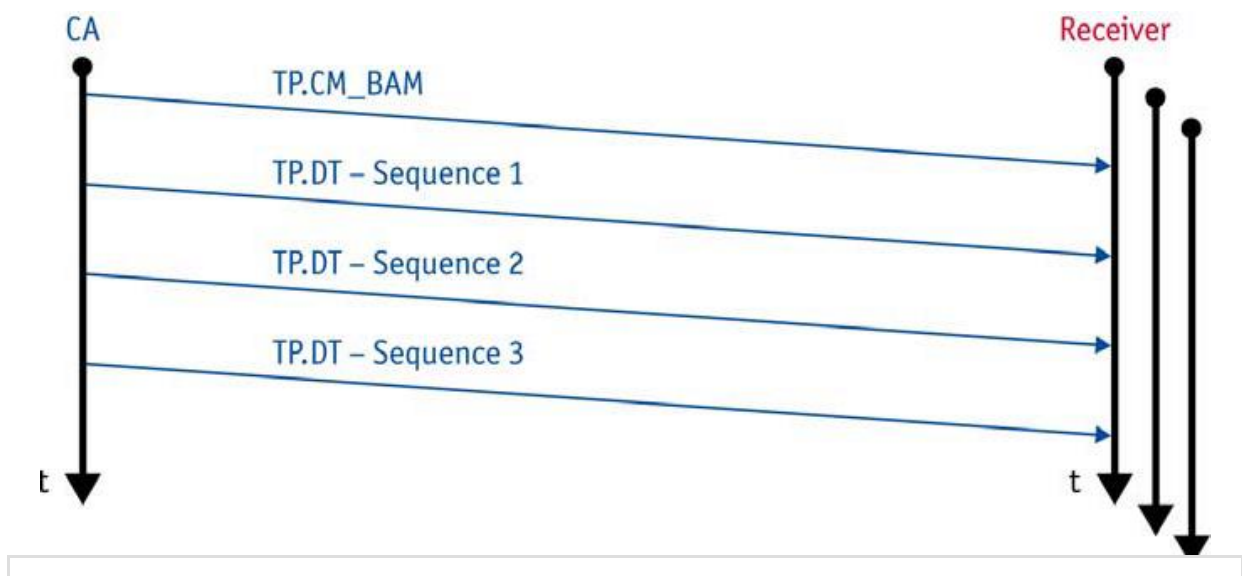 CA
Receiver
TP.CM_BAM
TP.DT – Sequence 1
TP.DT – Sequence 2
TP.DT – Sequence 3
t
t